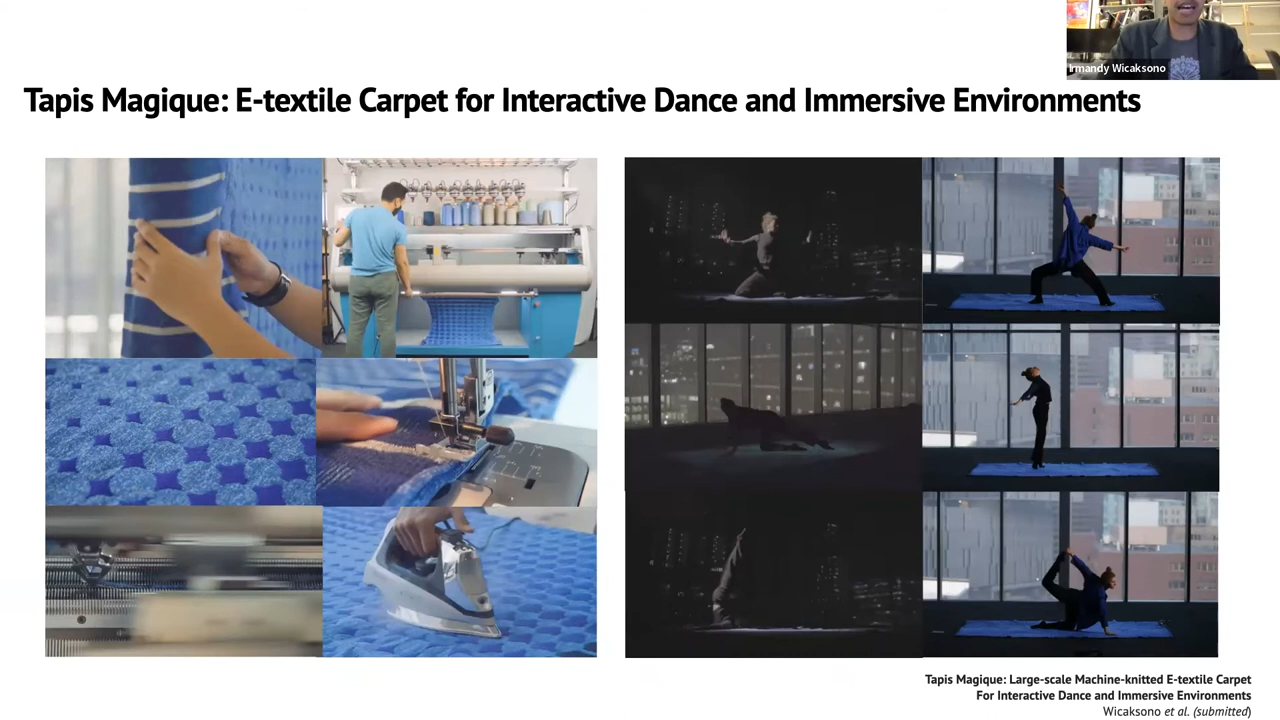 Irmandy Wicaksono
Tapis Magique: E-textile Carpet for Interactive Dance and Immersive Environments
Tapis Magique: Large-scale Machine-knitted E-textile Carpet
For Interactive Dance and Immersive Environments
Wicaksono et al. (submitted)